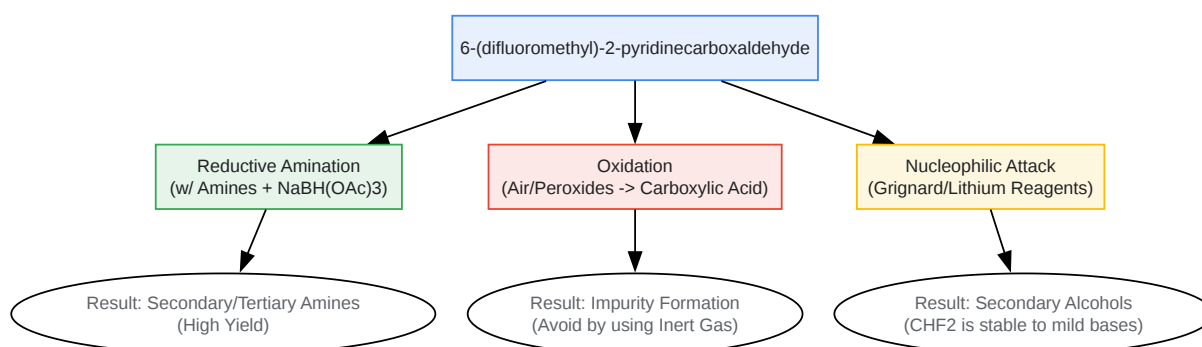 6-(difluoromethyl)-2-pyridinecarboxaldehyde
Reductive Amination
(w/ Amines + NaBH(OAc)3)
Oxidation
(Air/Peroxides -> Carboxylic Acid)
Nucleophilic Attack
(Grignard/Lithium Reagents)
Result: Secondary/Tertiary Amines
(High Yield)
Result: Impurity Formation
(Avoid by using Inert Gas)
Result: Secondary Alcohols
(CHF2 is stable to mild bases)